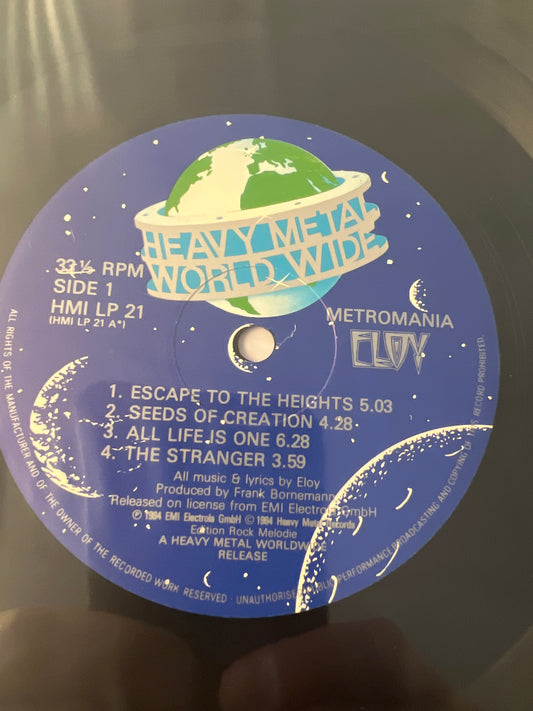 HEAVY METAL
WORLD WIDE
33⅓ RPM
SIDE 1
HMI LP 21
(HMI LP 21 A*)
METROMANIA
ELOY
1. ESCAPE TO THE HEIGHTS 5.03
2. SEEDS OF CREATION 4.28
3. ALL LIFE IS ONE 6.28
4. THE STRANGER 3.59
All music & lyrics by Eloy
Produced by Frank Bornemann
Released on license from EMI Electrola GmbH
℗ 1984 EMI Electrola GmbH © 1984 Heavy Metal Records
Edition Rock Melodie
A HEAVY METAL WORLDWIDE
RELEASE
ALL RIGHTS OF THE MANUFACTURER AND OF THE OWNER OF THE RECORDED WORK RESERVED · UNAUTHORISED PUBLIC PERFORMANCE BROADCASTING AND COPYING OF THIS RECORD PROHIBITED.